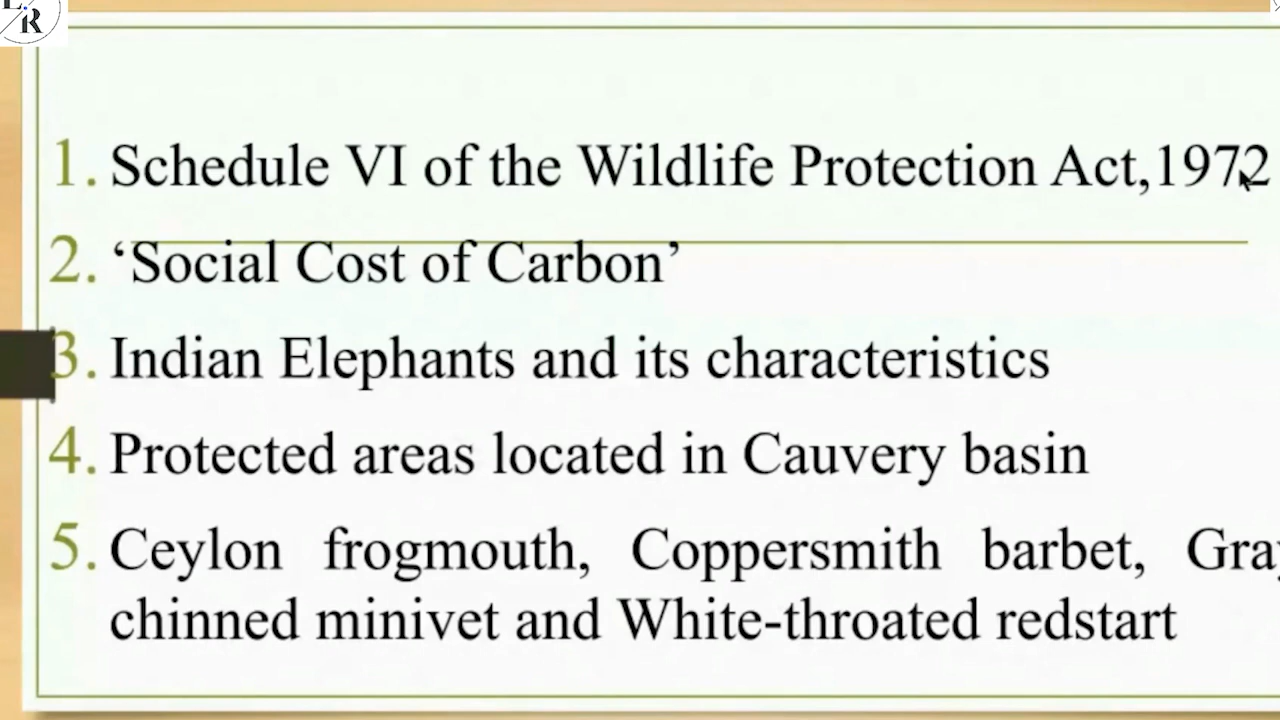 R
1. Schedule VI of the Wildlife Protection Act,1972
2. ‘Social Cost of Carbon’
3. Indian Elephants and its characteristics
4. Protected areas located in Cauvery basin
5. Ceylon frogmouth, Coppersmith barbet,
chinned minivet and White-throated redstart